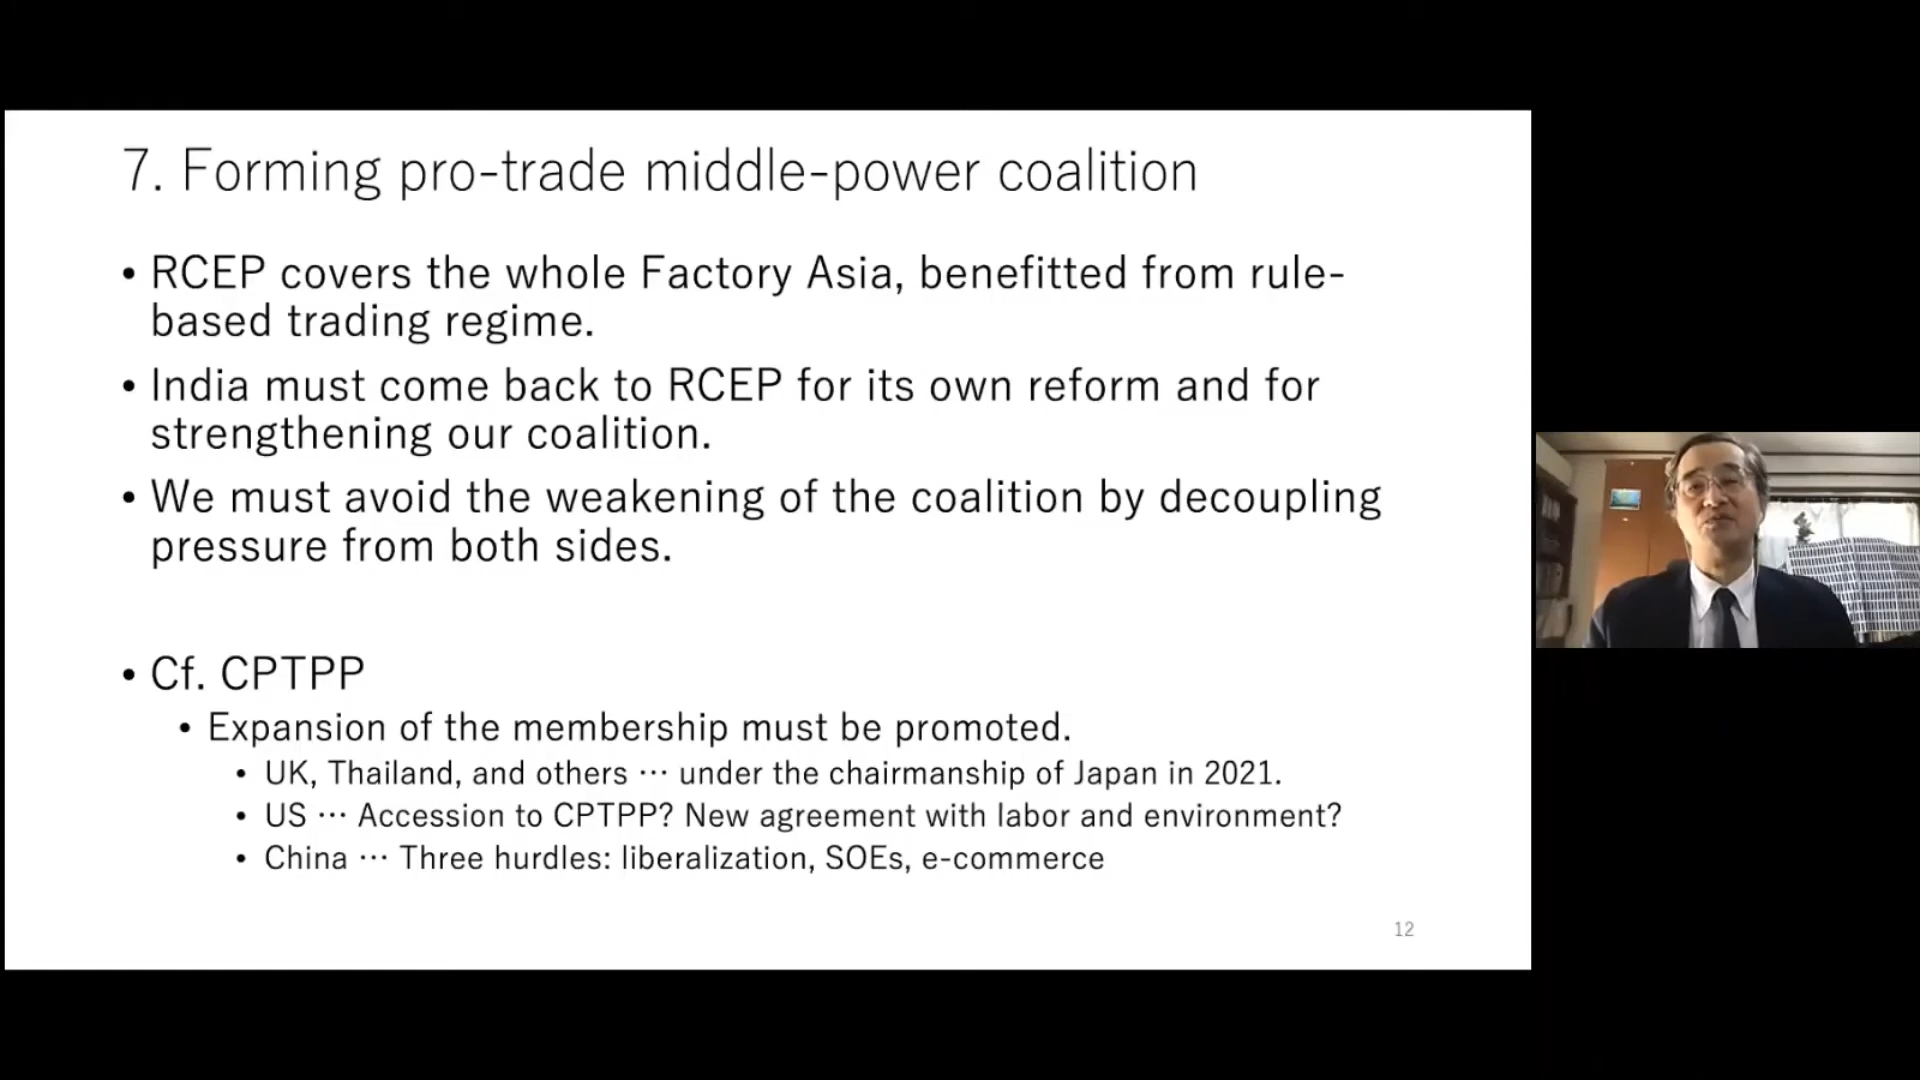 7. Forming pro-trade middle-power coalition
• RCEP covers the whole Factory Asia, benefitted from rule-
based trading regime.
• India must come back to RCEP for its own reform and for
strengthening our coalition.
• We must avoid the weakening of the coalition by decoupling
pressure from both sides.
• Cf. CPTPP
• Expansion of the membership must be promoted.
• UK, Thailand, and others ⋯ under the chairmanship of Japan in 2021.
• US ⋯ Accession to CPTPP? New agreement with labor and environment?
• China ⋯ Three hurdles: liberalization, SOEs, e-commerce
12